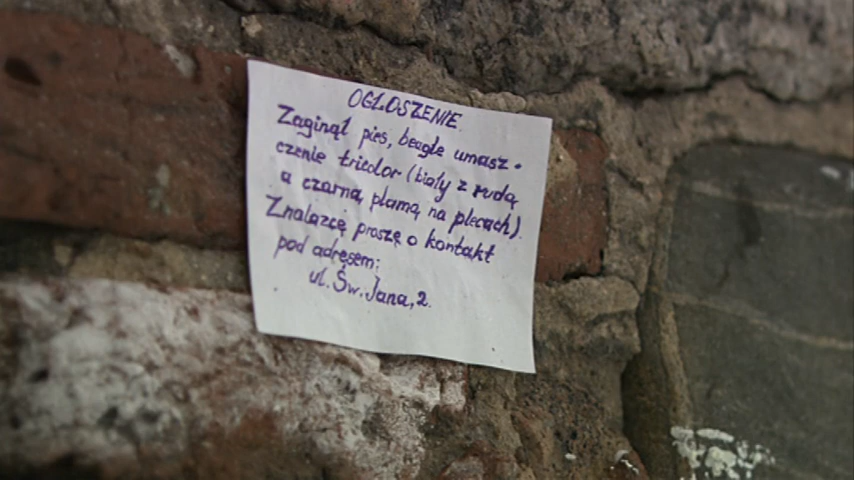 OGŁOSZENIE
Zaginął pies, beagle umasz-
czenie tricolor (biały z rudą
a czarną plamą na plecach).
Znalazcę proszę o kontakt
pod adresem:
ul. Św. Jana, 2.